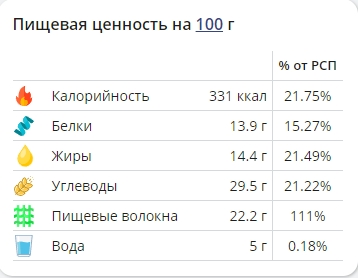 Пищевая ценность на 100 г
% от РСП
Калорийность 331 ккал 21.75%
Белки 13.9 г 15.27%
Жиры 14.4 г 21.49%
Углеводы 29.5 г 21.22%
Пищевые волокна 22.2 г 111%
Вода 5 г 0.18%